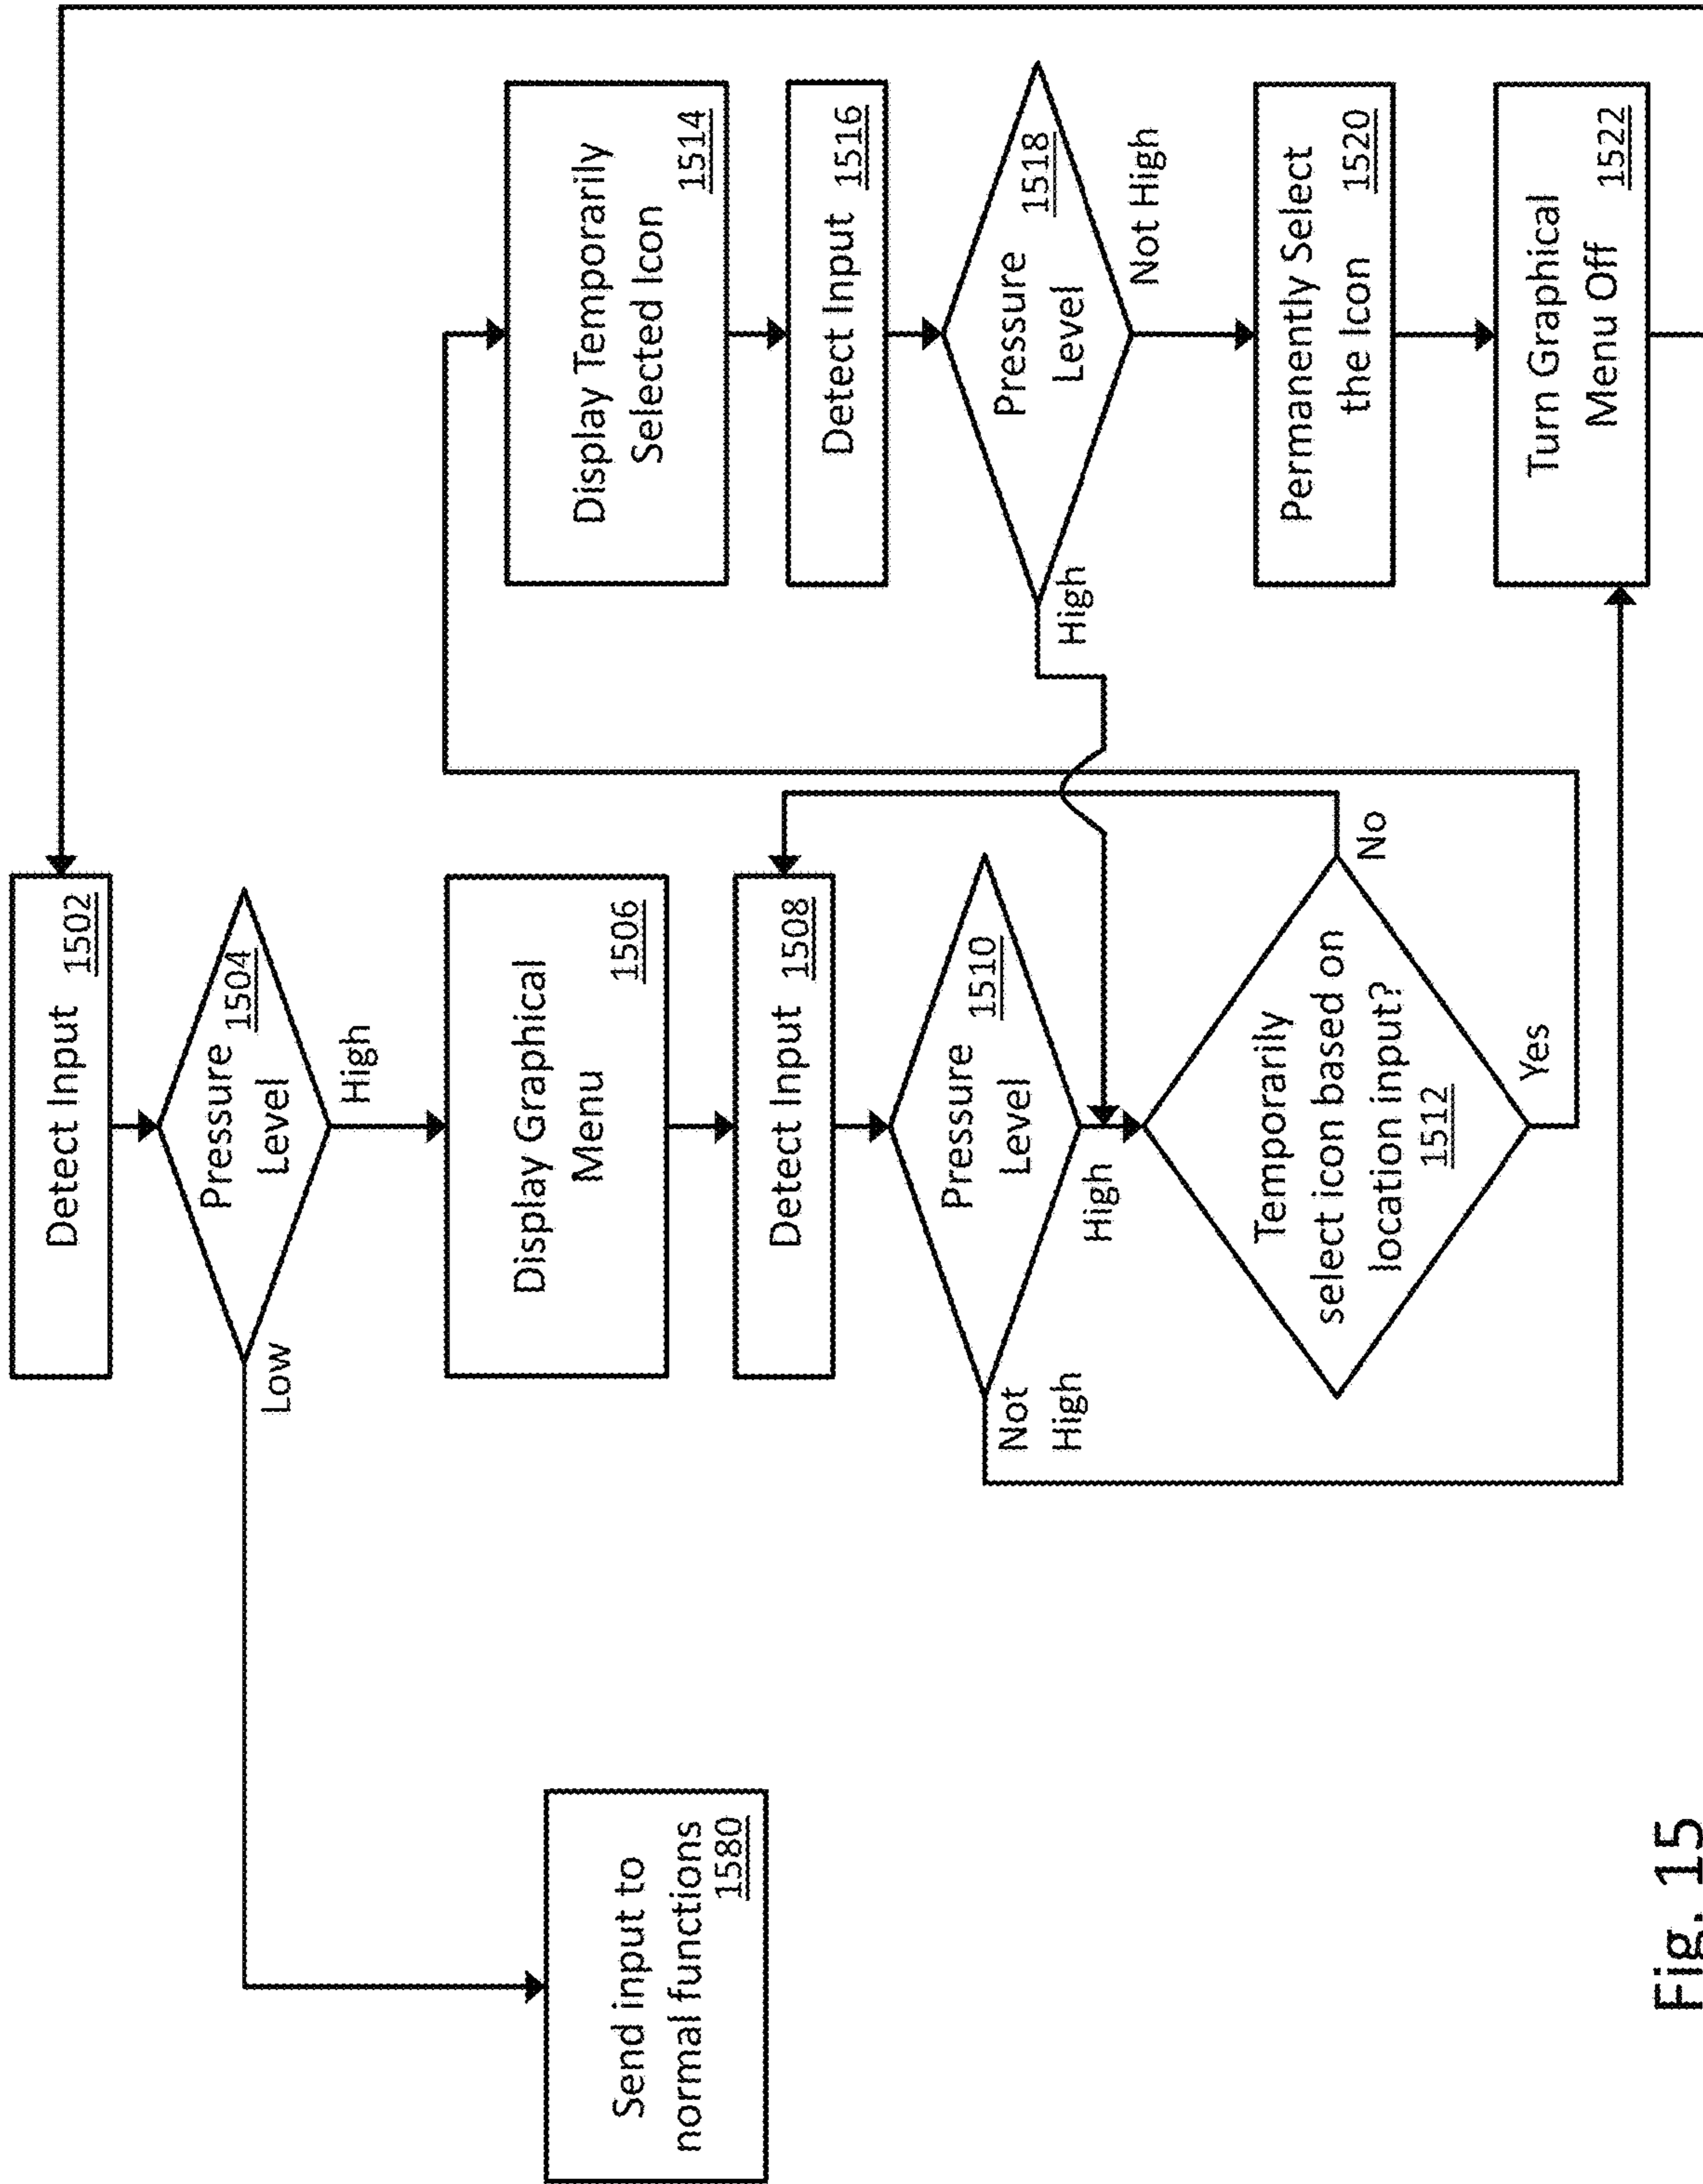 Detect Input 1502
Pressure 1504
Level
Low
High
Send input to
normal functions
1580
Display Graphical
Menu 1506
Detect Input 1508
Pressure 1510
Level
Not
High
High
Temporarily
select icon based on
location input?
1512
No
Yes
Display Temporarily
Selected Icon
1514
Detect Input 1516
Pressure 1518
Level
High
Not High
Permanently Select
the Icon 1520
Turn Graphical
Menu Off 1522
Fig. 15